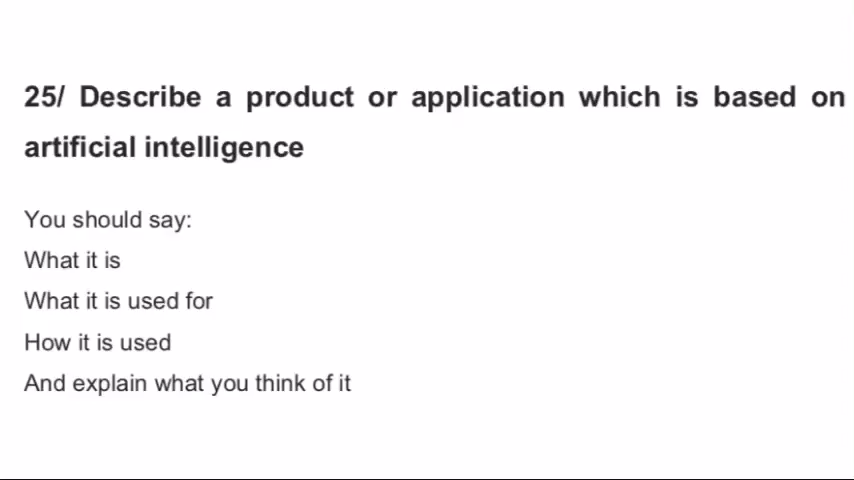 25/ Describe a product or application which is based on
artificial intelligence
You should say:
What it is
What it is used for
How it is used
And explain what you think of it